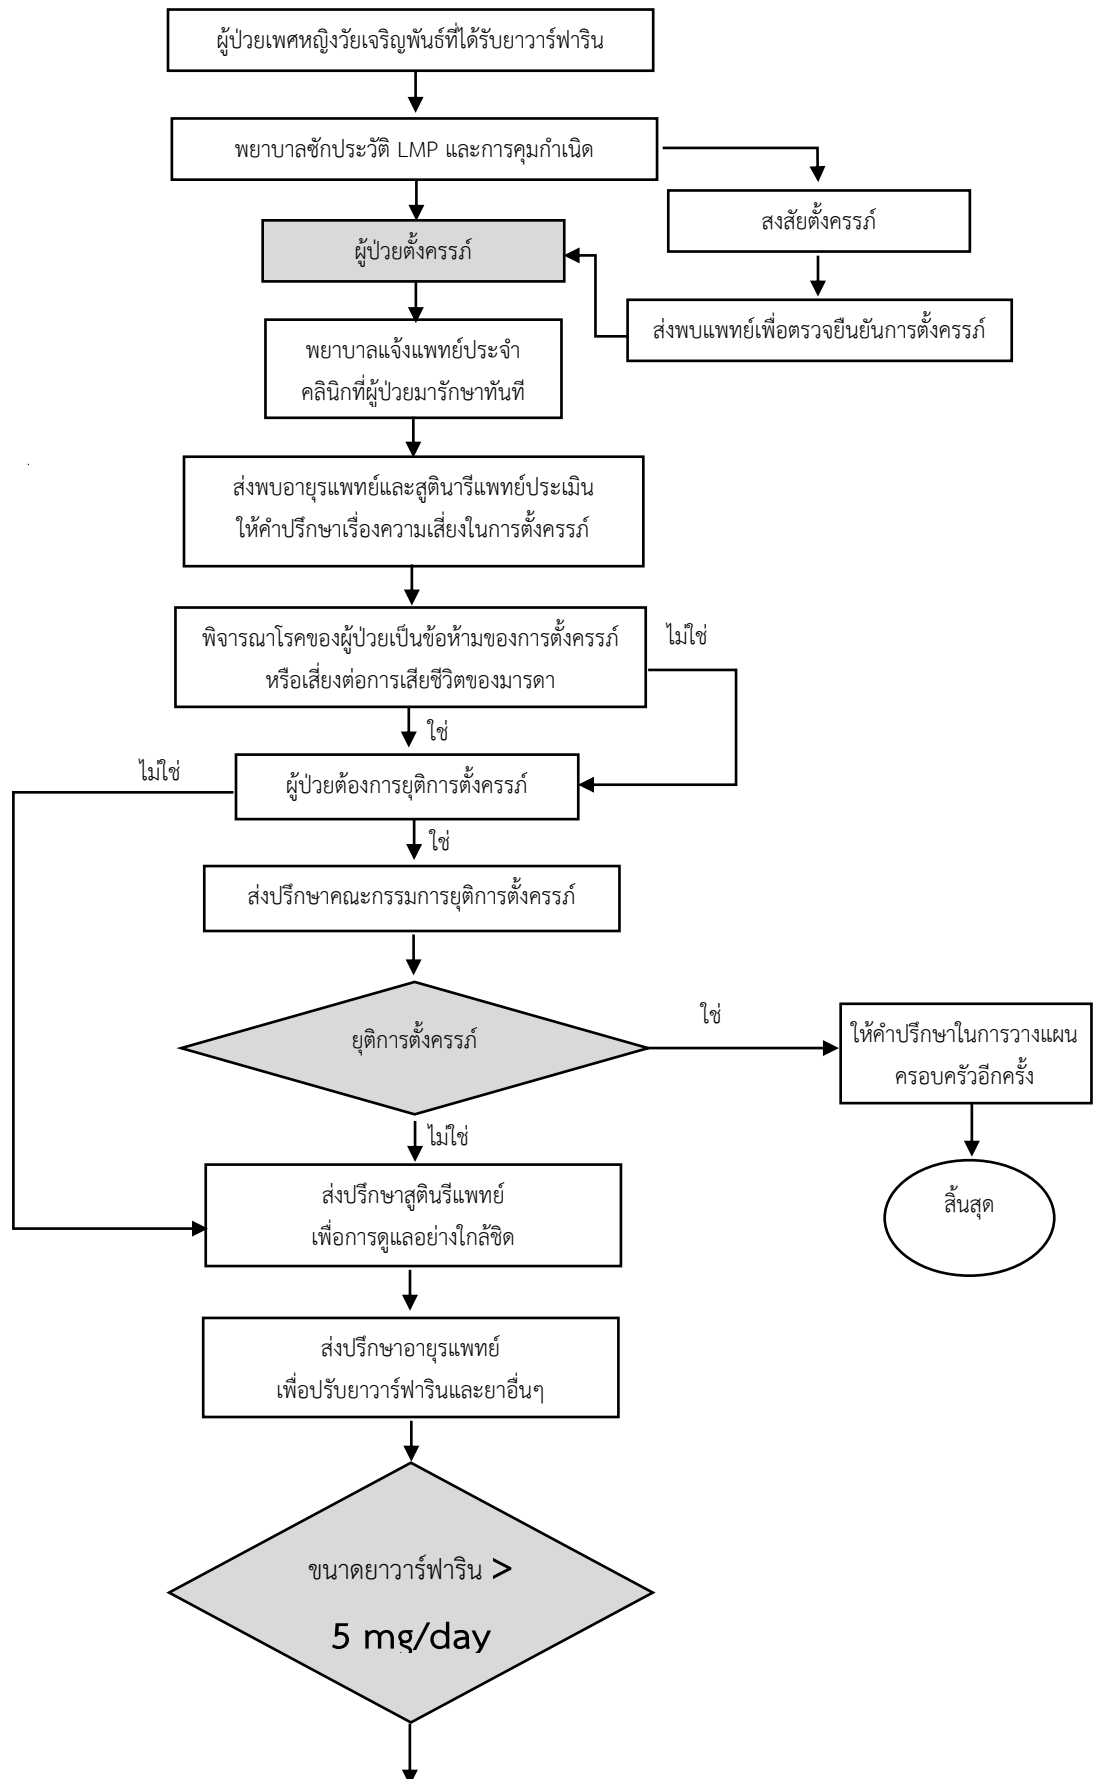 ผู้ป่วยเพศหญิงวัยเจริญพันธ์ที่ได้รับยาวาร์ฟาริน
พยาบาลซักประวัติ LMP และการคุมกำเนิด
สงสัยตั้งครรภ์
ผู้ป่วยตั้งครรภ์
ส่งพบแพทย์เพื่อตรวจยืนยันการตั้งครรภ์
พยาบาลแจ้งแพทย์ประจำ
คลินิกที่ผู้ป่วยมารักษาทันที
ส่งพบอายุรแพทย์และสูตินารีแพทย์ประเมิน
ให้คำปรึกษาเรื่องความเสี่ยงในการตั้งครรภ์
พิจารณาโรคของผู้ป่วยเป็นข้อห้ามของการตั้งครรภ์
หรือเสี่ยงต่อการเสียชีวิตของมารดา
ไม่ใช่
ใช่
ไม่ใช่
ผู้ป่วยต้องการยุติการตั้งครรภ์
ใช่
ส่งปรึกษาคณะกรรมการยุติการตั้งครรภ์
ยุติการตั้งครรภ์
ใช่
ให้คำปรึกษาในการวางแผน
ครอบครัวอีกครั้ง
ไม่ใช่
สิ้นสุด
ส่งปรึกษาสูตินรีแพทย์
เพื่อการดูแลอย่างใกล้ชิด
ส่งปรึกษาอายุรแพทย์
เพื่อปรับยาวาร์ฟารินและยาอื่นๆ
ขนาดยาวาร์ฟาริน >
5 mg/day